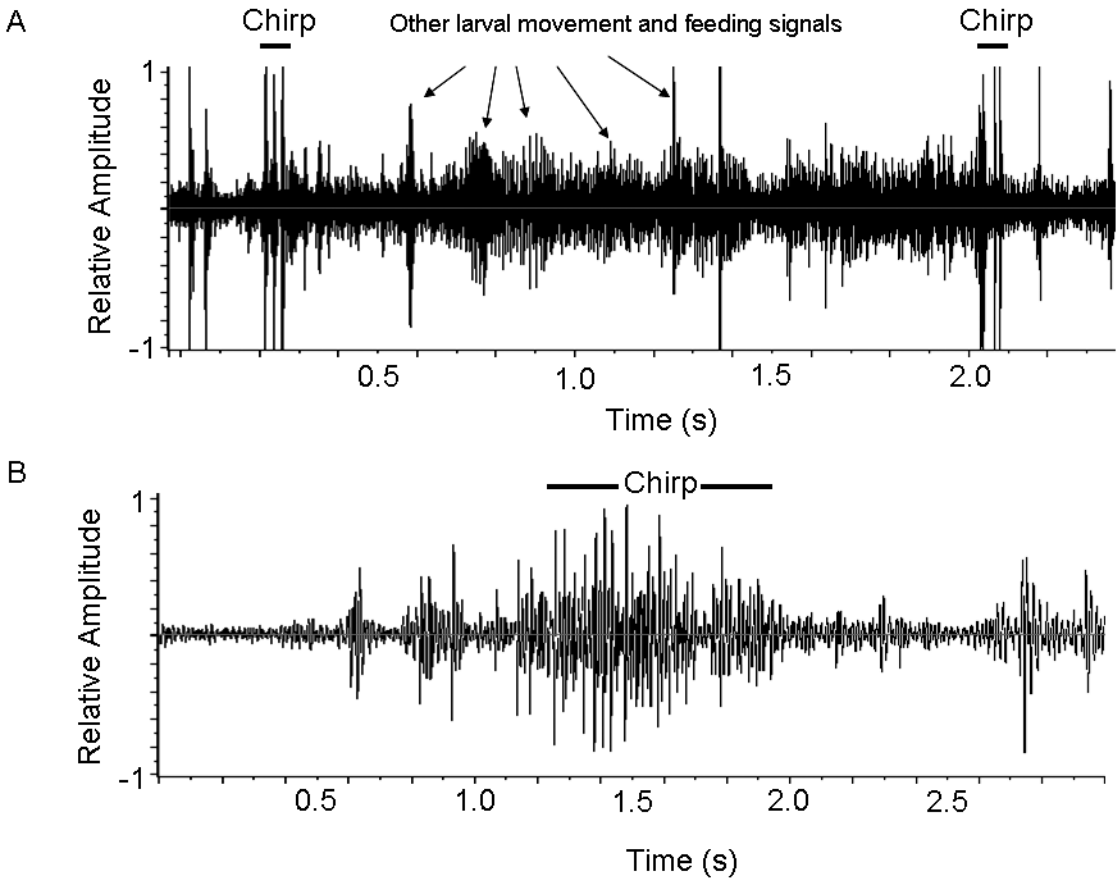 A
Chirp Other larval movement and feeding signals Chirp
1
Relative Amplitude
-1
0.5 1.0 1.5 2.0
Time (s)
B
Chirp
1
Relative Amplitude
-1
0.5 1.0 1.5 2.0 2.5
Time (s)